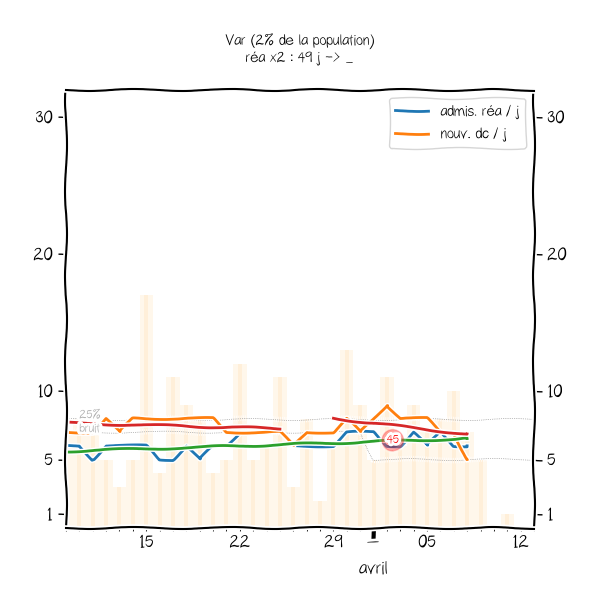 Var (2% de la population)
réa x2 : 49 j -> _
admis. réa / j
nouv. dc / j
30
30
20
20
10
10
25%
bruit
45
5
5
1
1
15
22
29
05
12
avril